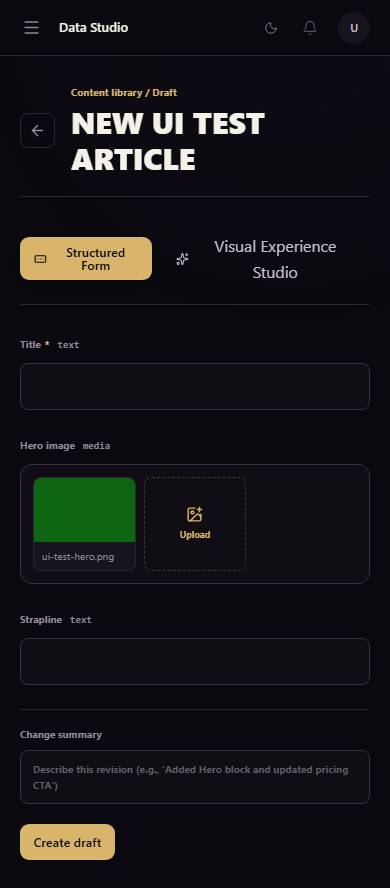 Data Studio
U
Content library / Draft
NEW UI TEST
ARTICLE
Structured
Form
Visual Experience
Studio
Title * text
Hero image media
Upload
ui-test-hero.png
Strapline text
Change summary
Describe this revision (e.g., `Added Hero block and updated pricing
CTA`)
Create draft